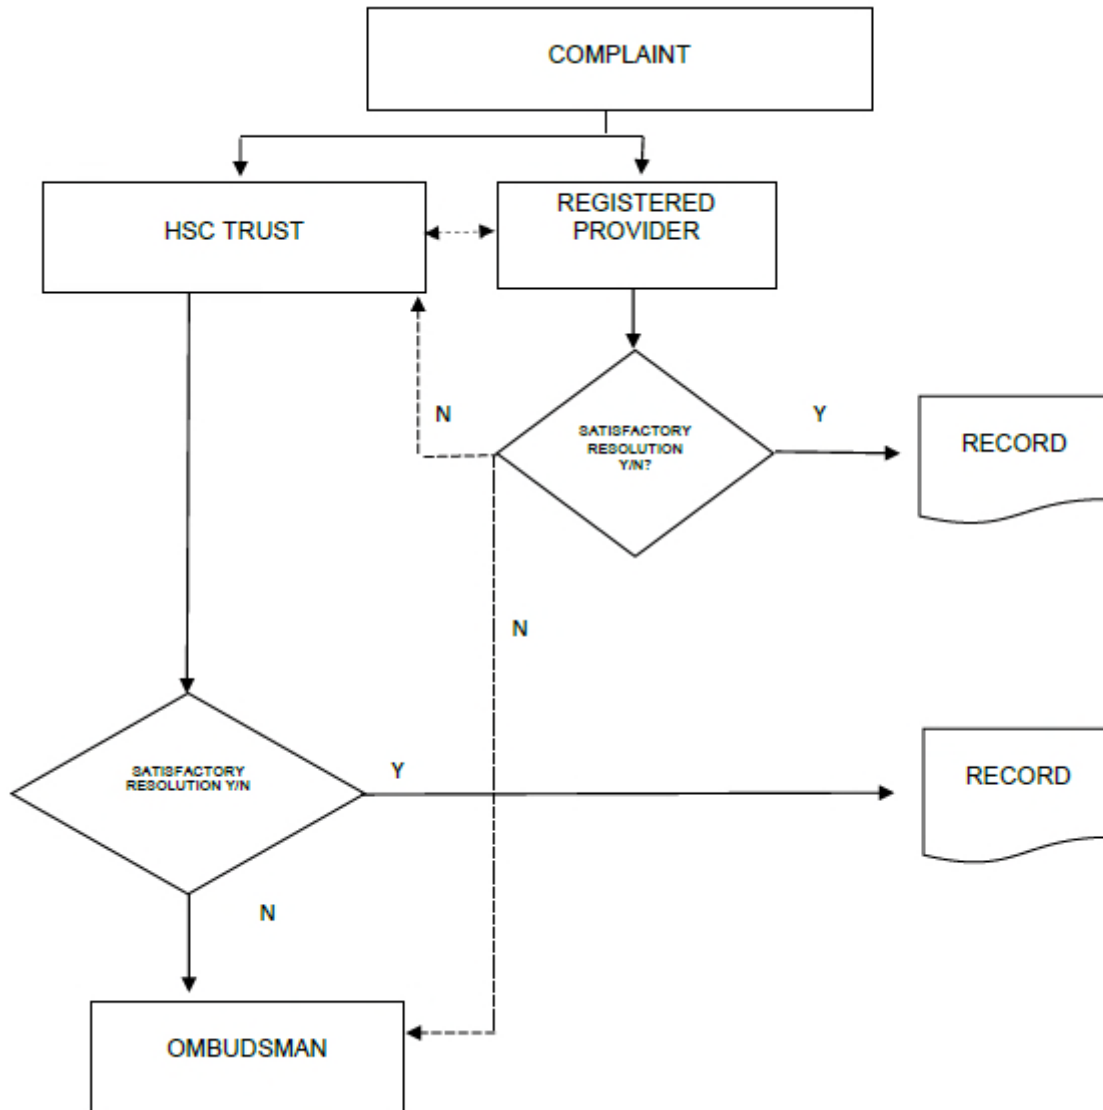 COMPLAINT
HSC TRUST
REGISTERED
PROVIDER
N
SATISFACTORY
RESOLUTION
Y/N?
Y
RECORD
N
SATISFACTORY
RESOLUTION Y/N
Y
RECORD
N
OMBUDSMAN